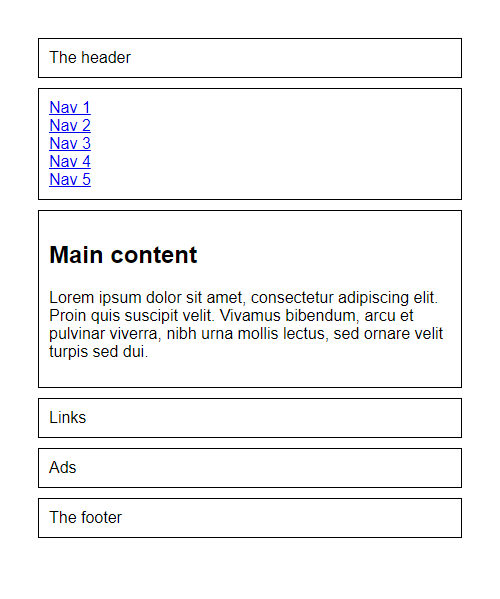 The header
Nav 1
Nav 2
Nav 3
Nav 4
Nav 5
Main content
Lorem ipsum dolor sit amet, consectetur adipiscing elit.
Proin quis suscipit velit. Vivamus bibendum, arcu et
pulvinar viverra, nibh urna mollis lectus, sed ornare velit
turpis sed dui.
Links
Ads
The footer